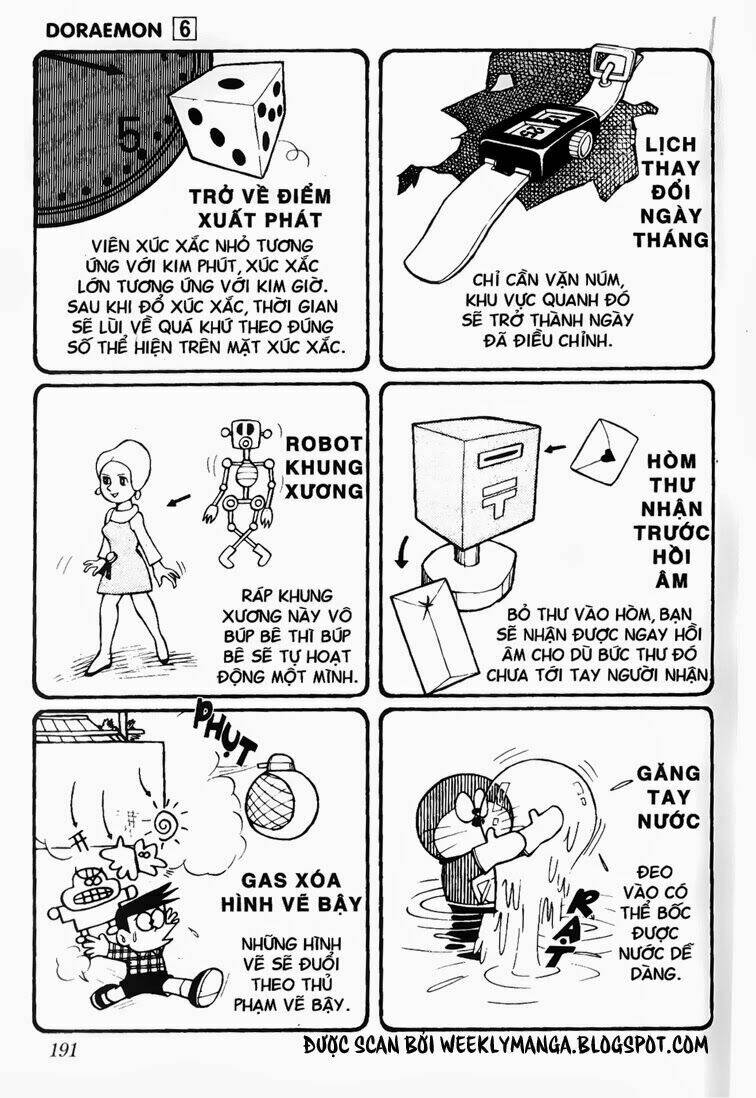 DORAEMON 6
5
TRỞ VỀ ĐIỂM
XUẤT PHÁT
VIÊN XÚC XẮC NHỎ TƯƠNG
ỨNG VỚI KIM PHÚT, XÚC XẮC
LỚN TƯƠNG ỨNG VỚI KIM GIỜ.
SAU KHI ĐỔ XÚC XẮC, THỜI GIAN
SẼ LÙI VỀ QUÁ KHỨ THEO ĐÚNG
SỐ THỂ HIỆN TRÊN MẶT XÚC XẮC.
LỊCH
THAY
ĐỔI
NGÀY
THÁNG
CHỈ CẦN VẶN NÚM,
KHU VỰC QUANH ĐÓ
SẼ TRỞ THÀNH NGÀY
ĐÃ ĐIỀU CHỈNH.
ROBOT
KHUNG
XƯƠNG
RÁP KHUNG
XƯƠNG NÀY VÔ
BÚP BÊ THÌ BÚP
BÊ SẼ TỰ HOẠT
ĐỘNG MỘT MÌNH.
HÒM
THƯ
NHẬN
TRƯỚC
HỒI
ÂM
BỎ THƯ VÀO HÒM, BẠN
SẼ NHẬN ĐƯỢC NGAY HỒI
ÂM CHO DÙ BỨC THƯ ĐÓ
CHƯA TỚI TAY NGƯỜI NHẬN.
PHỤT
GAS XÓA
HÌNH VẼ BẬY
NHỮNG HÌNH
VẼ SẼ ĐUỔI
THEO THỦ
PHẠM VẼ BẬY.
GĂNG
TAY
NƯỚC
ĐEO
VÀO CÓ
THỂ BỐC
ĐƯỢC
NƯỚC DỄ
DÀNG.
RẠT
191
ĐƯỢC SCAN BỞI WEEKLYMANGA.BLOGSPOT.COM